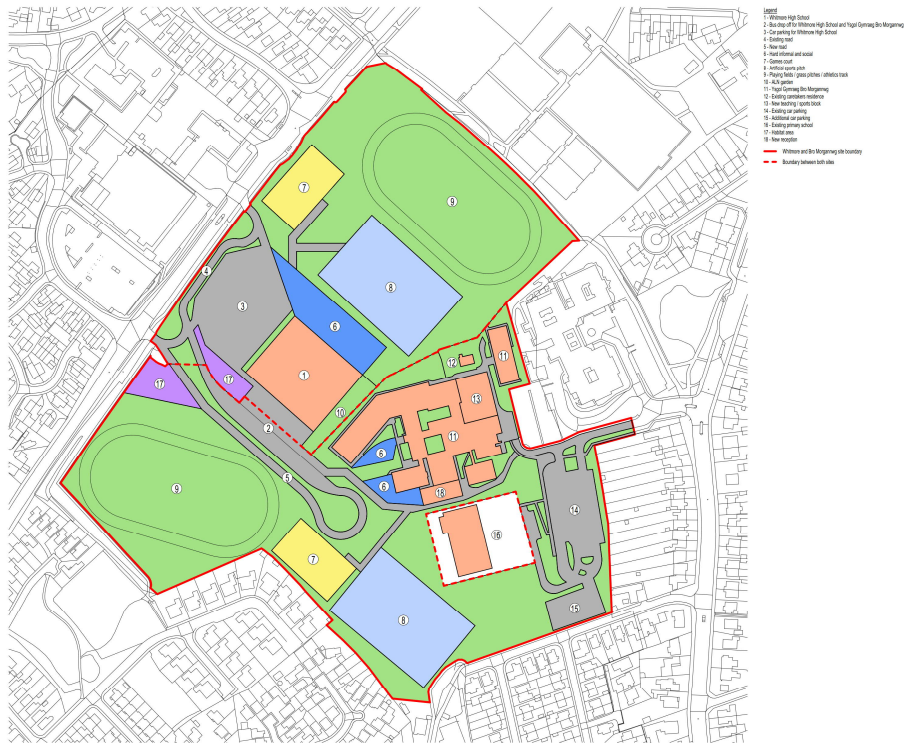 Legend
1 - Whitmore High School
2 - Bus drop off for Whitmore High School and Ysgol Gymraeg Bro Morgannwg
3 - Car parking for Whitmore High School
4 - Existing road
5 - New road
6 - Hard informal and social
7 - Games court
8 - Artificial sports pitch
9 - Playing fields / grass pitches / athletics track
10 - ALN garden
11 - Ysgol Gymraeg Bro Morgannwg
12 - Existing caretakers residence
13 - New teaching / sports block
14 - Existing car parking
15 - Additional car parking
16 - Existing primary school
17 - Habitat area
18 - New reception
Whitmore and Bro Morgannwg site boundary
Boundary between both sites
7
9
4
8
3
6
12
11
1
17
17
13
10
2
11
6
9
5
6
18
14
16
7
15
8